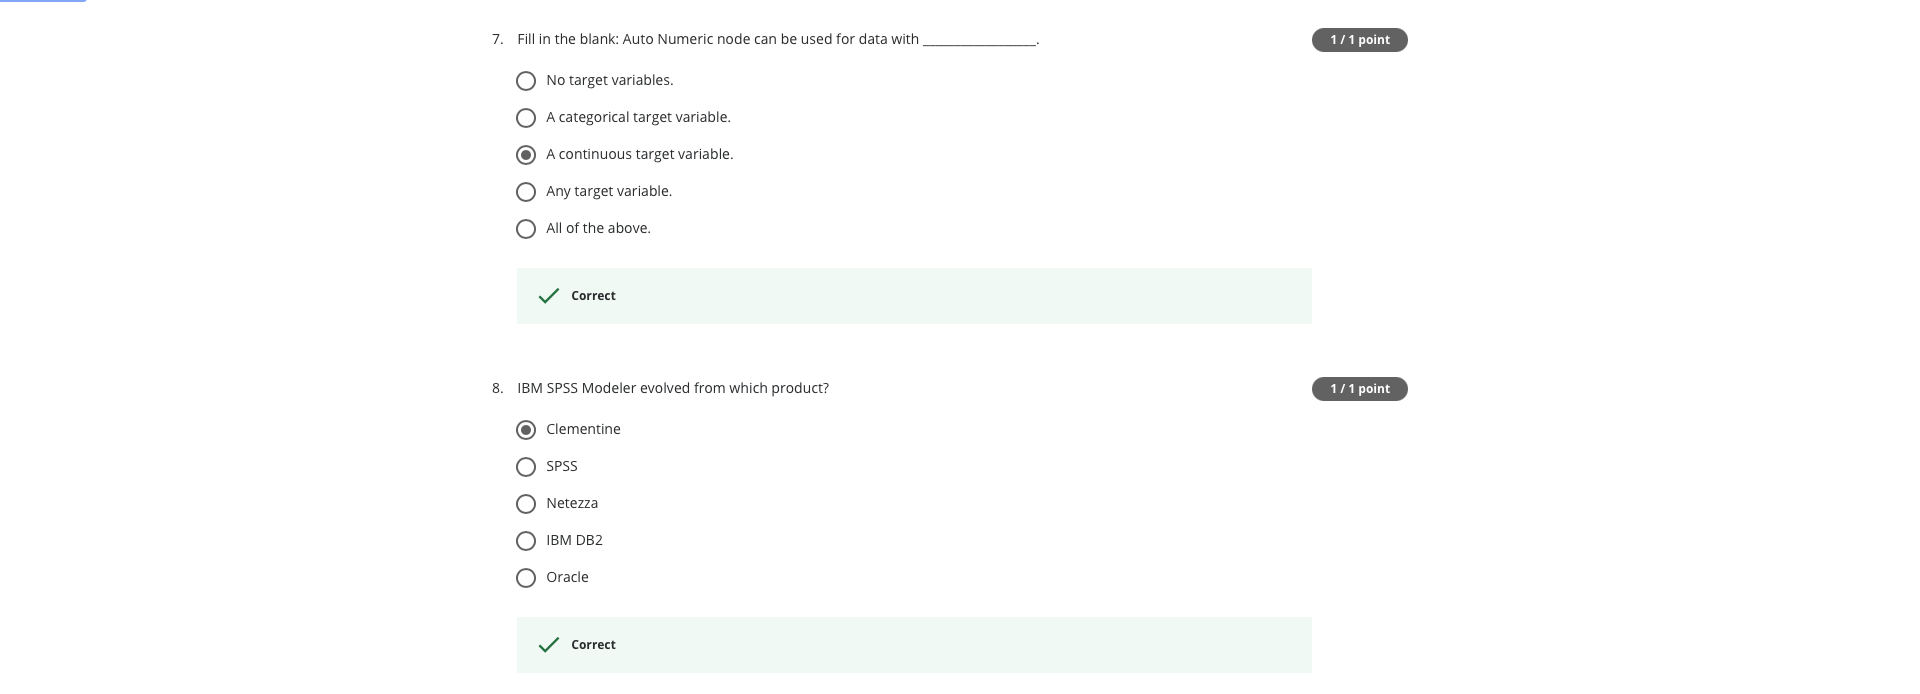 7. Fill in the blank: Auto Numeric node can be used for data with _________________.
1 / 1 point
No target variables.
A categorical target variable.
A continuous target variable.
Any target variable.
All of the above.
Correct
8. IBM SPSS Modeler evolved from which product?
1 / 1 point
Clementine
SPSS
Netezza
IBM DB2
Oracle
Correct